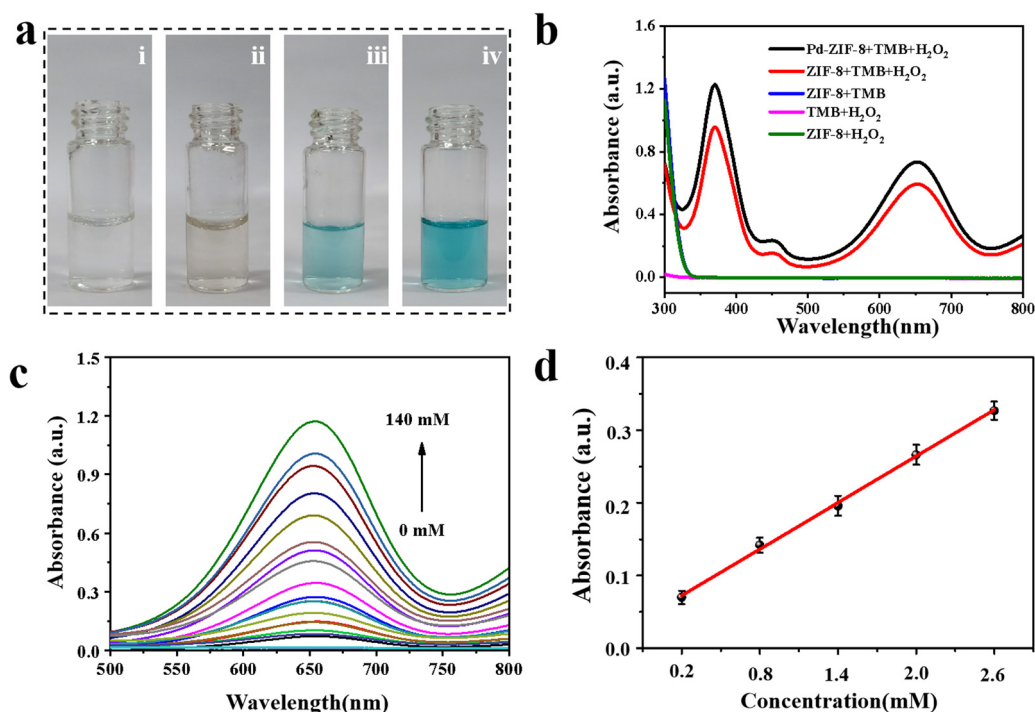 a
i
ii
iii
iv
b
Absorbance (a.u.)
1.6
1.2
0.8
0.4
0.0
Pd-ZIF-8+TMB+H₂O₂
ZIF-8+TMB+H₂O₂
ZIF-8+TMB
TMB+H₂O₂
ZIF-8+H₂O₂
300 400 500 600 700 800
Wavelength(nm)
c
Absorbance (a.u.)
1.5
1.2
0.9
0.6
0.3
0.0
140 mM
0 mM
500 550 600 650 700 750 800
Wavelength(nm)
d
Absorbance (a.u.)
0.4
0.3
0.2
0.1
0.0
0.2 0.8 1.4 2.0 2.6
Concentration(mM)